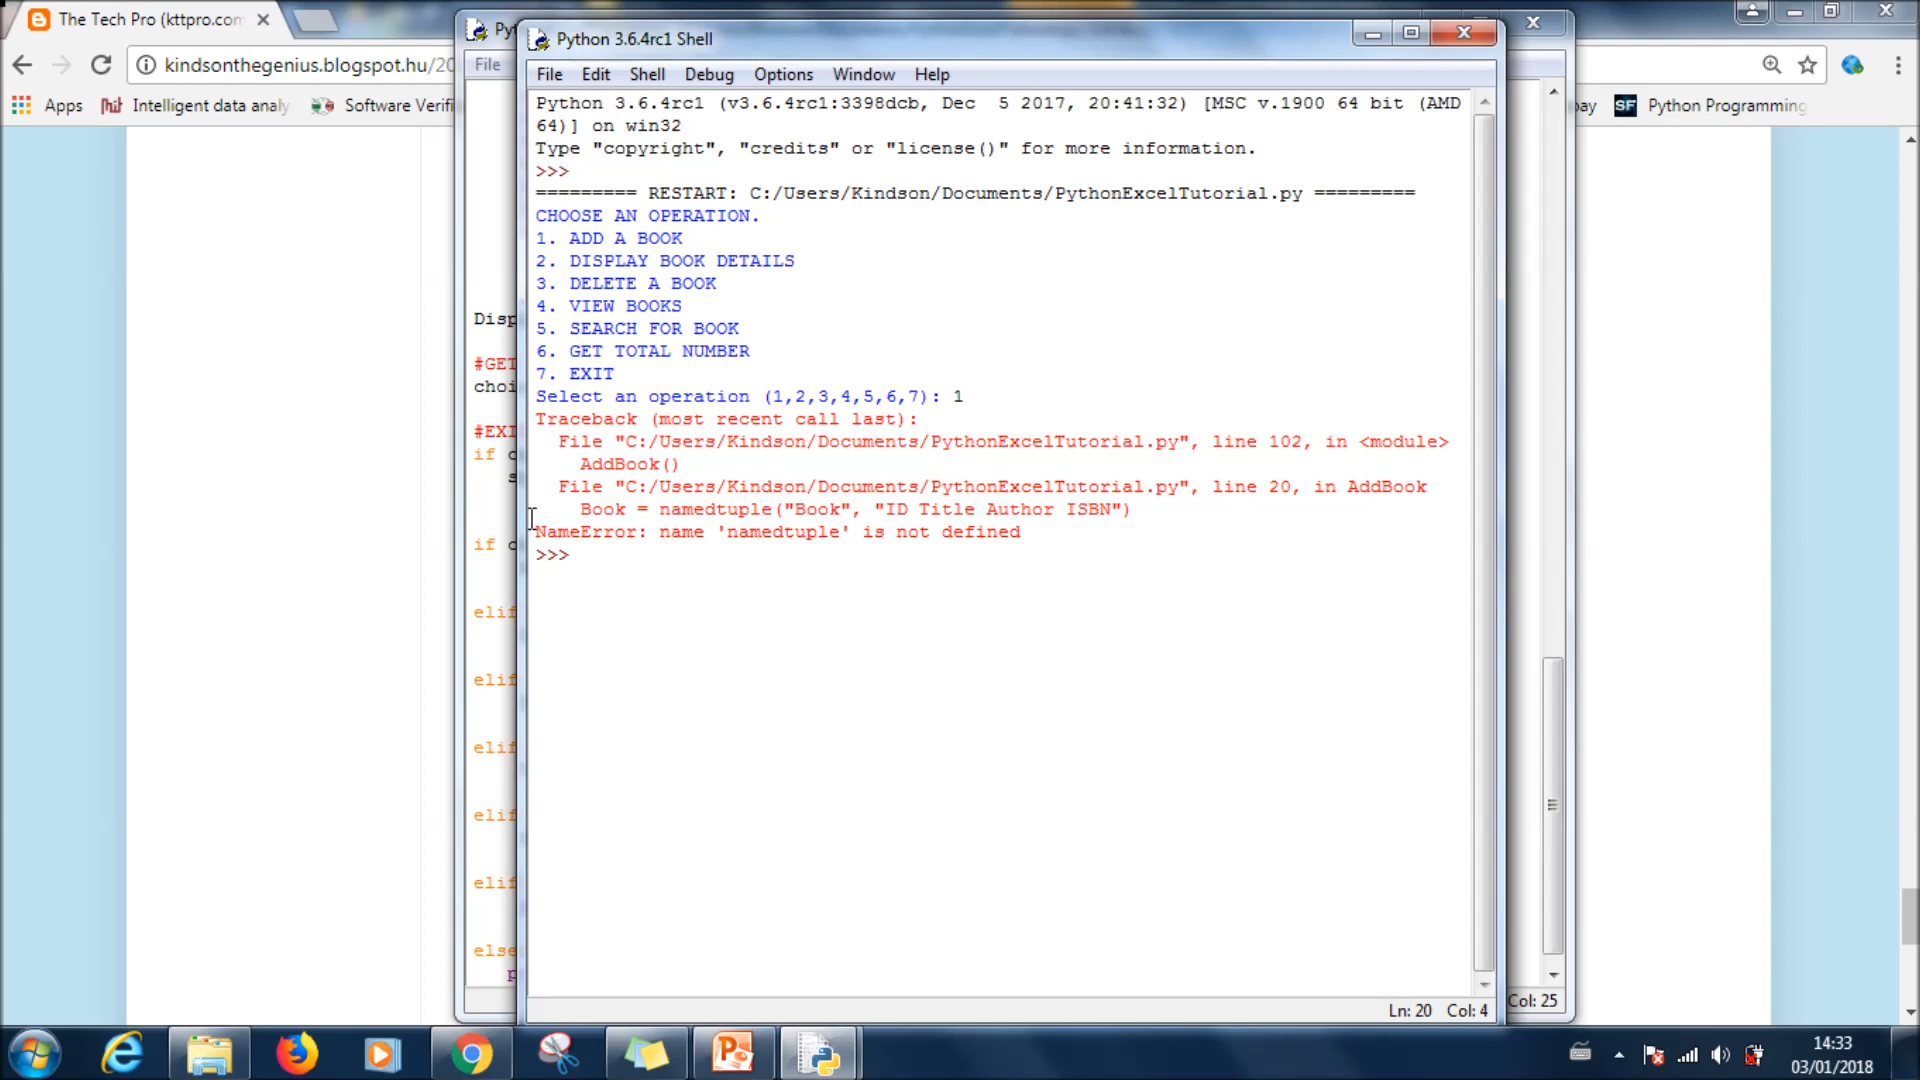 The Tech Pro (kttpro.com
kindsonthegenius.blogspot.hu/20
Apps
Intelligent data analy
Software Verifi
pay
Python Programming
File
Disp
#GET
choi
#EXI
if c
s
if c
elif
elif
elif
elif
elif
else
p
Col: 25
Python 3.6.4rc1 Shell
File Edit Shell Debug Options Window Help
Python 3.6.4rc1 (v3.6.4rc1:3398dcb, Dec  5 2017, 20:41:32) [MSC v.1900 64 bit (AMD
64)] on win32
Type "copyright", "credits" or "license()" for more information.
>>>
========= RESTART: C:/Users/Kindson/Documents/PythonExcelTutorial.py =========
CHOOSE AN OPERATION.
1. ADD A BOOK
2. DISPLAY BOOK DETAILS
3. DELETE A BOOK
4. VIEW BOOKS
5. SEARCH FOR BOOK
6. GET TOTAL NUMBER
7. EXIT
Select an operation (1,2,3,4,5,6,7): 1
Traceback (most recent call last):
File "C:/Users/Kindson/Documents/PythonExcelTutorial.py", line 102, in <module>
AddBook()
File "C:/Users/Kindson/Documents/PythonExcelTutorial.py", line 20, in AddBook
Book = namedtuple("Book", "ID Title Author ISBN")
NameError: name 'namedtuple' is not defined
>>>
Ln: 20 Col: 4
14:33
03/01/2018